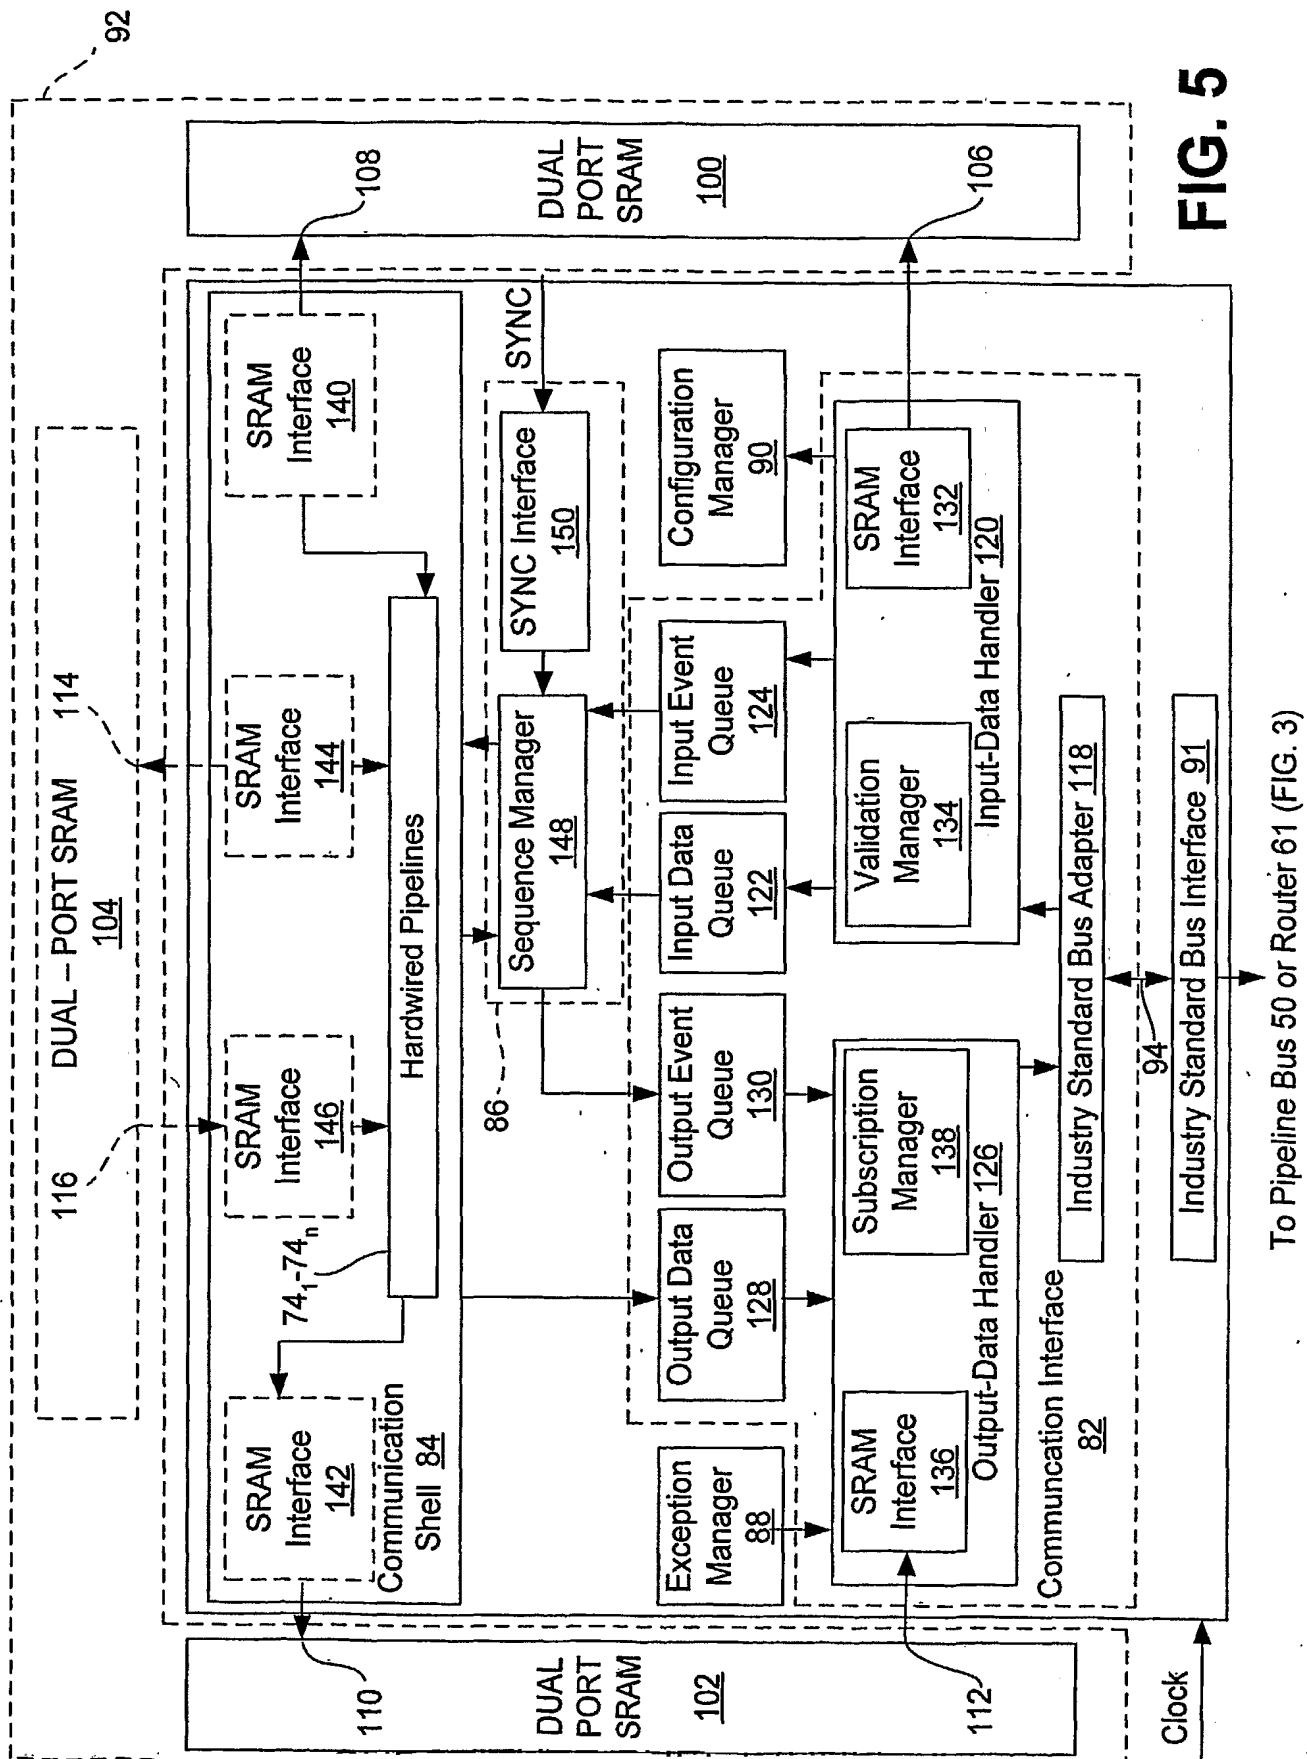 92
DUAL – PORT SRAM
104
116
114
SRAM
Interface
142
SRAM
Interface
146
SRAM
Interface
144
SRAM
Interface
140
Communication
Shell 84
74₁-74ₙ
Hardwired Pipelines
110
108
DUAL
PORT
SRAM
102
DUAL
PORT
SRAM
100
86
Sequence Manager
148
SYNC Interface
150
SYNC
Exception
Manager
88
Output Data
Queue
128
Output Event
Queue
130
Input Data
Queue
122
Input Event
Queue
124
Configuration
Manager
90
SRAM
Interface
136
Subscription
Manager
138
Output-Data Handler 126
Validation
Manager
134
SRAM
Interface
132
Input-Data Handler 120
112
106
Communcation Interface
82
Industry Standard Bus Adapter 118
94
Industry Standard Bus Interface 91
Clock
To Pipeline Bus 50 or Router 61 (FIG. 3)
FIG. 5